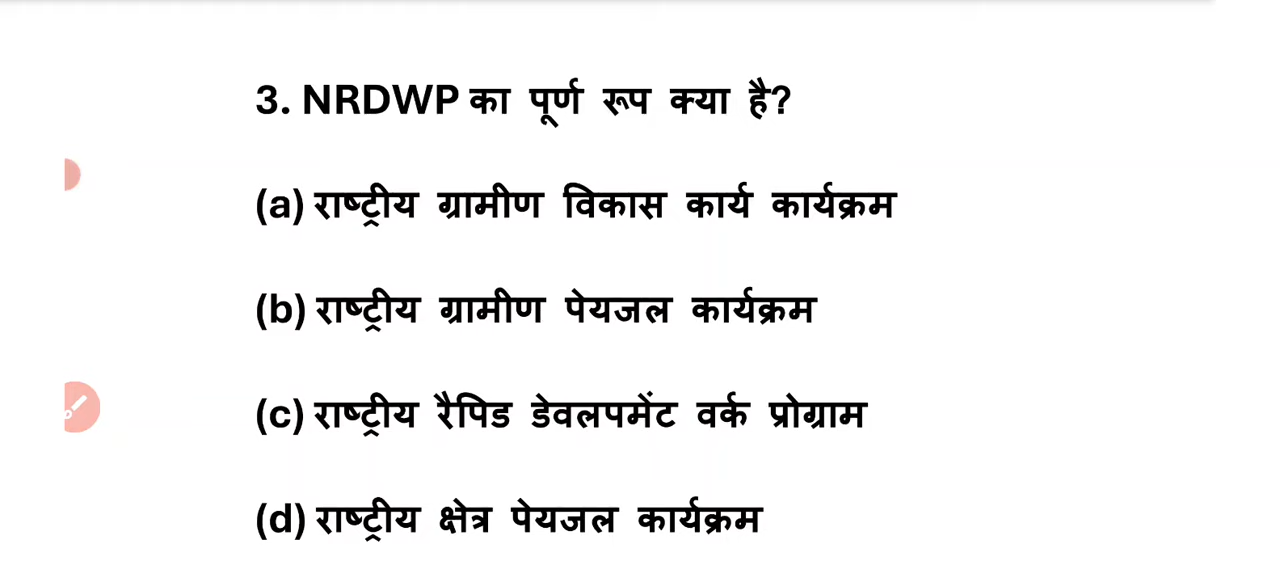 3. NRDWP का पूर्ण रूप क्या है?
(a) राष्ट्रीय ग्रामीण विकास कार्य कार्यक्रम
(b) राष्ट्रीय ग्रामीण पेयजल कार्यक्रम
(c) राष्ट्रीय रैपिड डेवलपमेंट वर्क प्रोग्राम
(d) राष्ट्रीय क्षेत्र पेयजल कार्यक्रम